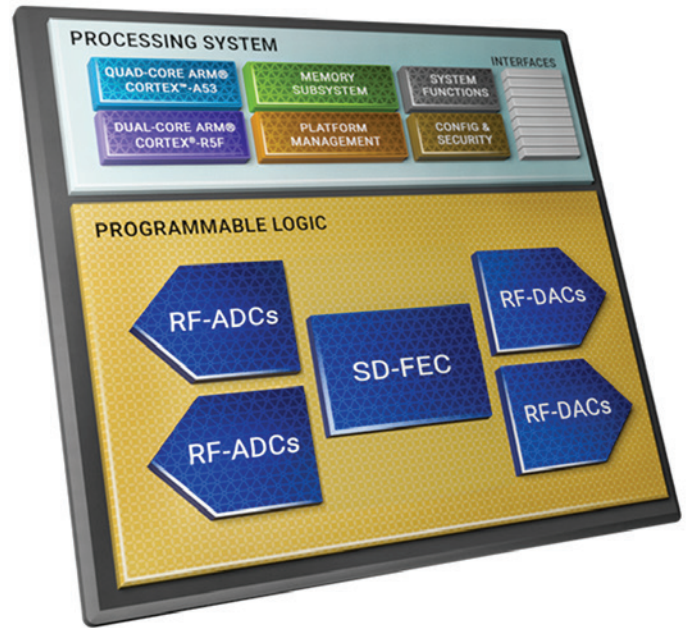 PROCESSING SYSTEM
INTERFACES
QUAD-CORE ARM®
CORTEX™-A53
MEMORY
SUBSYSTEM
SYSTEM
FUNCTIONS
DUAL-CORE ARM®
CORTEX®-R5F
PLATFORM
MANAGEMENT
CONFIG &
SECURITY
PROGRAMMABLE LOGIC
RF-ADCs
SD-FEC
RF-DACs
RF-ADCs
RF-DACs